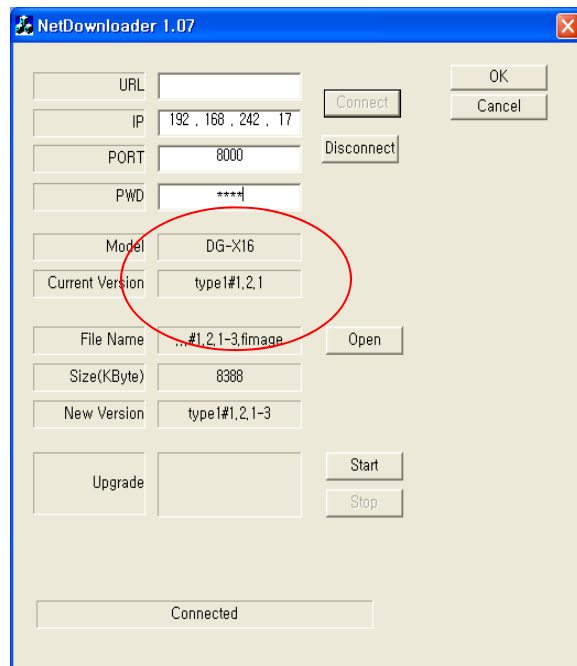 NetDownloader 1.07
URL
OK
Connect
IP 192 . 168 . 242 . 17
Cancel
PORT 8000
Disconnect
PWD ****
Model DG-X16
Current Version type1#1,2,1
File Name ...#1,2,1-3,fimage Open
Size(KByte) 8388
New Version type1#1,2,1-3
Start
Upgrade
Stop
Connected